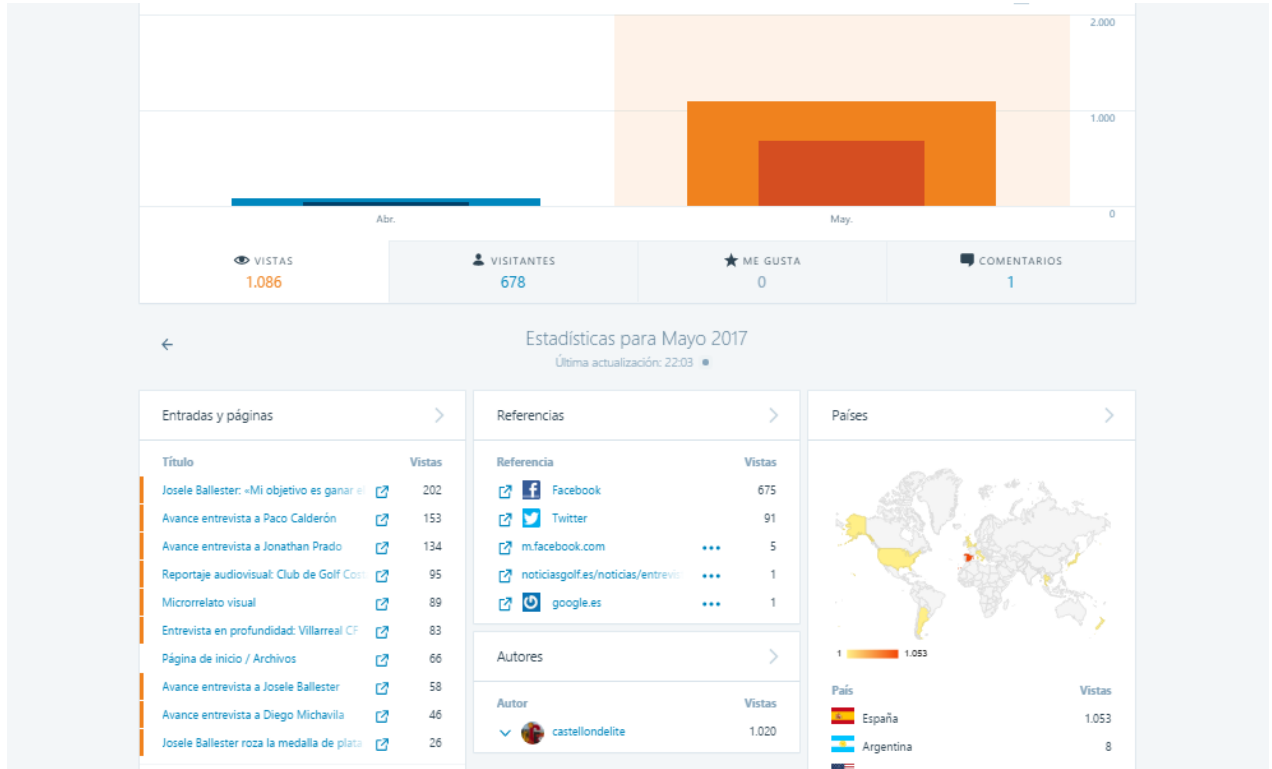 2.000
1.000
0
Abr.
May.
VISTAS
1.086
VISITANTES
678
ME GUSTA
0
COMENTARIOS
1
Estadísticas para Mayo 2017
Última actualización: 22:03
Entradas y páginas
Título Vistas
Josele Ballester: «Mi objetivo es ganar 202
Avance entrevista a Paco Calderón 153
Avance entrevista a Jonathan Prado 134
Reportaje audiovisual: Club de Golf Cost 95
Microrrelato visual 89
Entrevista en profundidad: Villarreal CF 83
Página de inicio / Archivos 66
Avance entrevista a Josele Ballester 58
Avance entrevista a Diego Michavila 46
Josele Ballester roza la medalla de plata 26
Referencias
Referencia Vistas
Facebook 675
Twitter 91
m.facebook.com ••• 5
noticiasgolf.es/noticias/entrevis ••• 1
google.es ••• 1
Autores
Autor Vistas
castellondelite 1.020
Países
1 1.053
País Vistas
España 1.053
Argentina 8